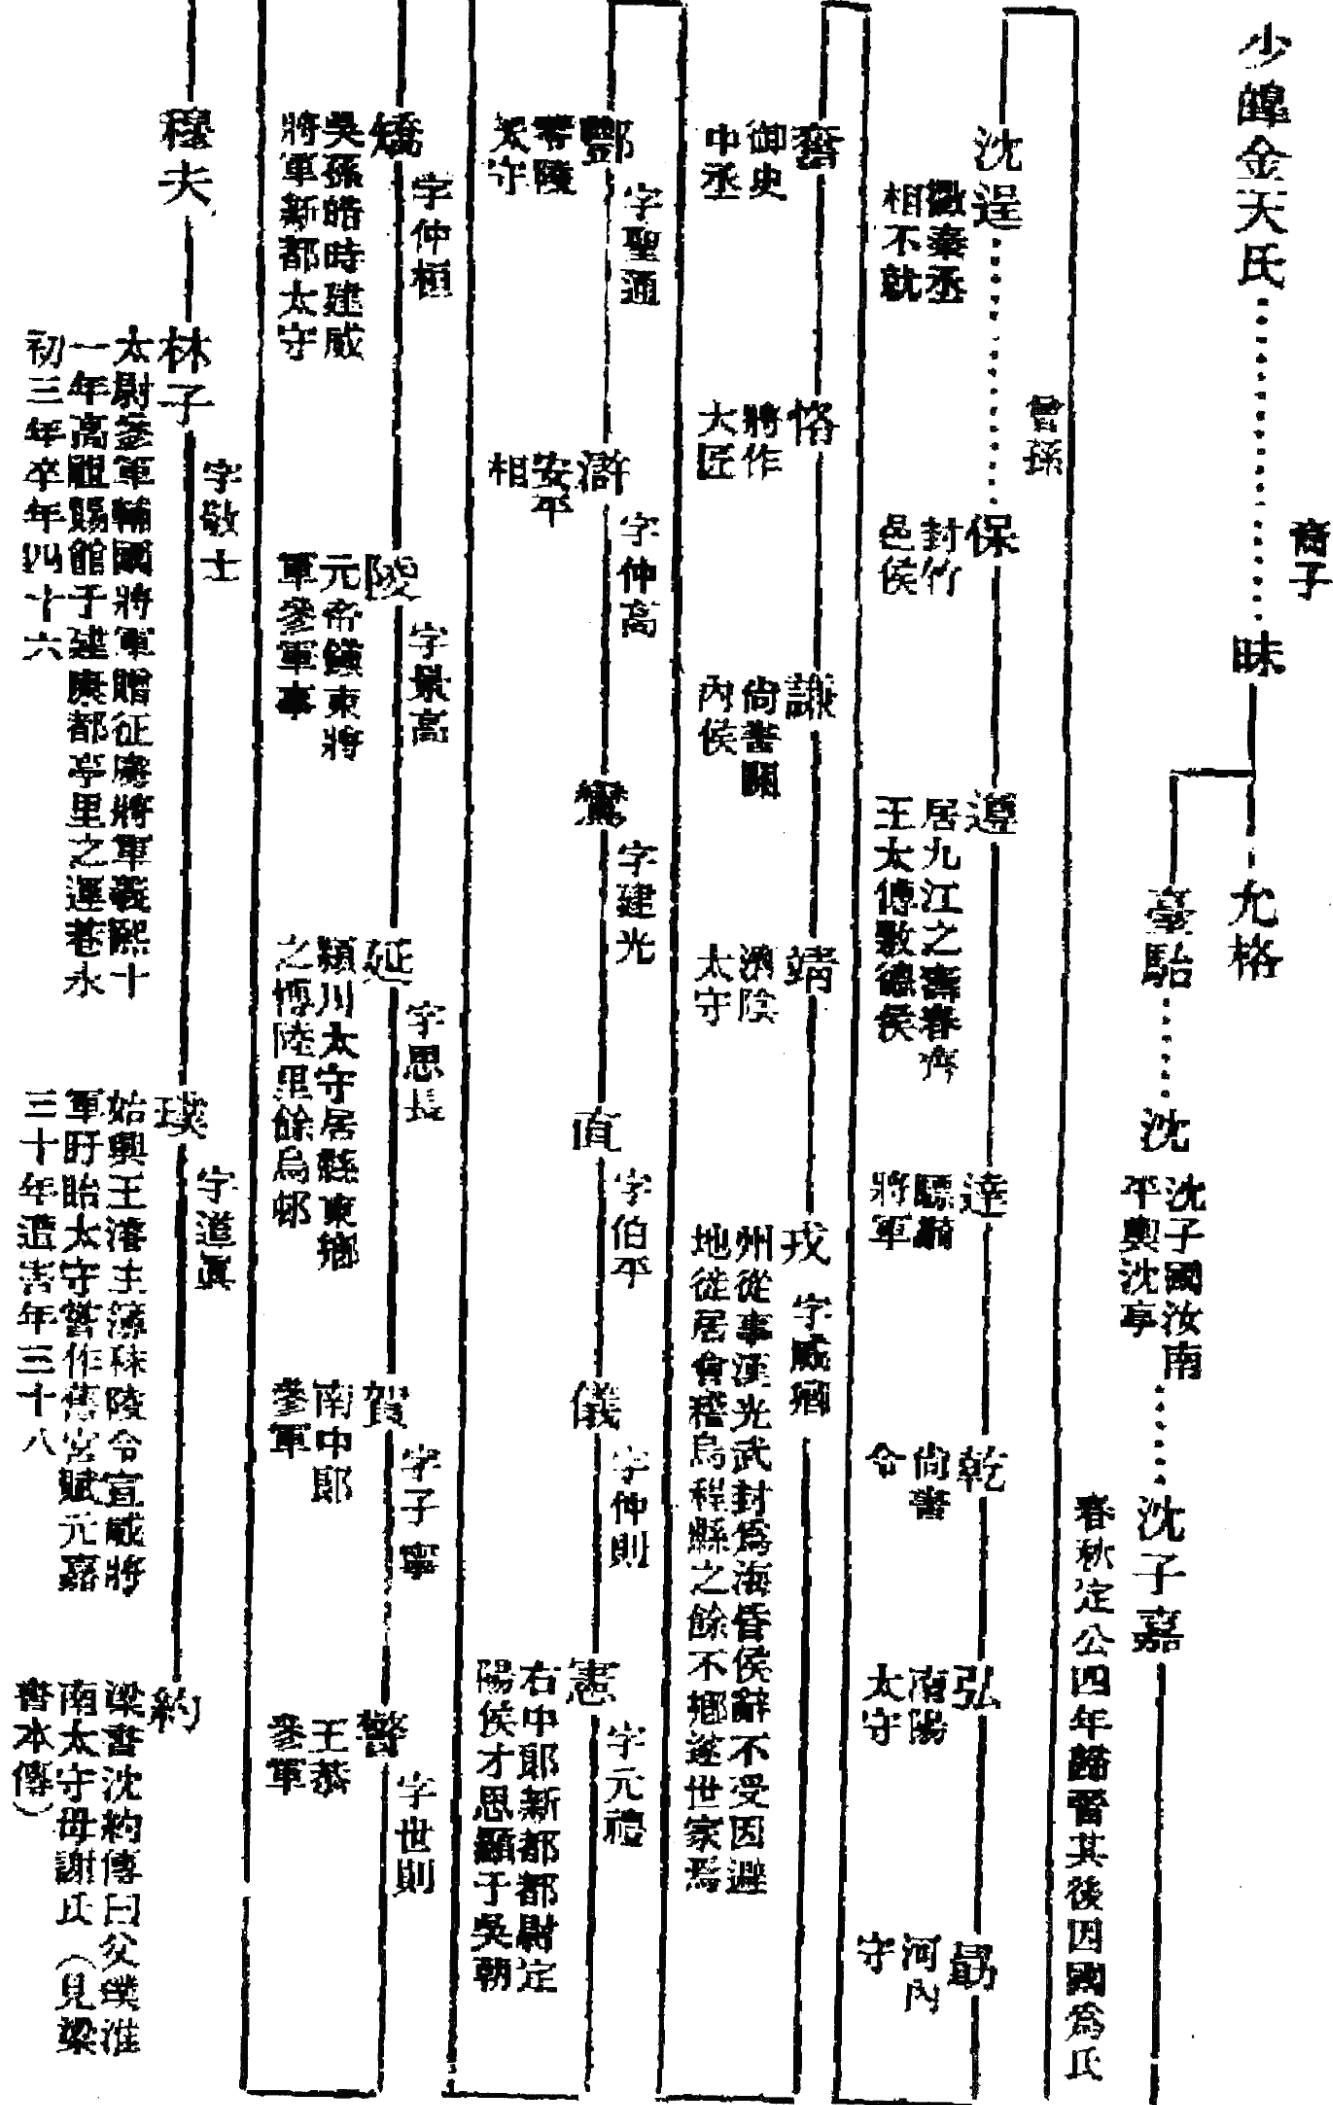 少皞金天氏
裔子
昧
允格
臺駘
沈
沈子國汝南
平輿沈亭
沈子嘉
春秋定公四年歸晉其後因國爲氏
沈逞
徵秦丞
相不就
曾孫
保
封竹
邑侯
遵
居九江之壽春齊
王太傅敷德侯
達
驃騎
將軍
乾
尙書
令
弘
南陽
太守
勗
河內
守
奮
御史
中丞
恪
將作
大匠
謙
尙書關
內侯
靖
濟陰
太守
戎
字威卿
州從事漢光武封爲海昏侯辭不受因避
地徙居會稽烏程縣之餘不鄕遂世家焉
酆
字聖通
零陵
太守
滸
字仲高
安平
相
鸞
字建光
直
字伯平
儀
字仲則
憲
字元禮
右中郞新都都尉定
陽侯才思顯于吳朝
矯
字仲桓
吳孫皓時建威
將軍新都太守
陵
字景高
元帝鎭東將
軍參軍事
延
字思長
潁川太守居縣東鄕
之博陸里餘烏邨
賀
字子寧
南中郞
參軍
警
字世則
王恭
參軍
穆夫
林子
字敬士
太尉參軍輔國將軍贈征虜將軍義熙十
一年高祖賜館于建康都亭里之運巷永
初三年卒年四十六
璞
字道眞
始興王濬主簿秣陵令宣威將
軍盱眙太守嘗作舊宮賦元嘉
三十年遇害年三十八
約
梁書沈約傳曰父璞淮
南太守母謝氏（見梁
書本傳）